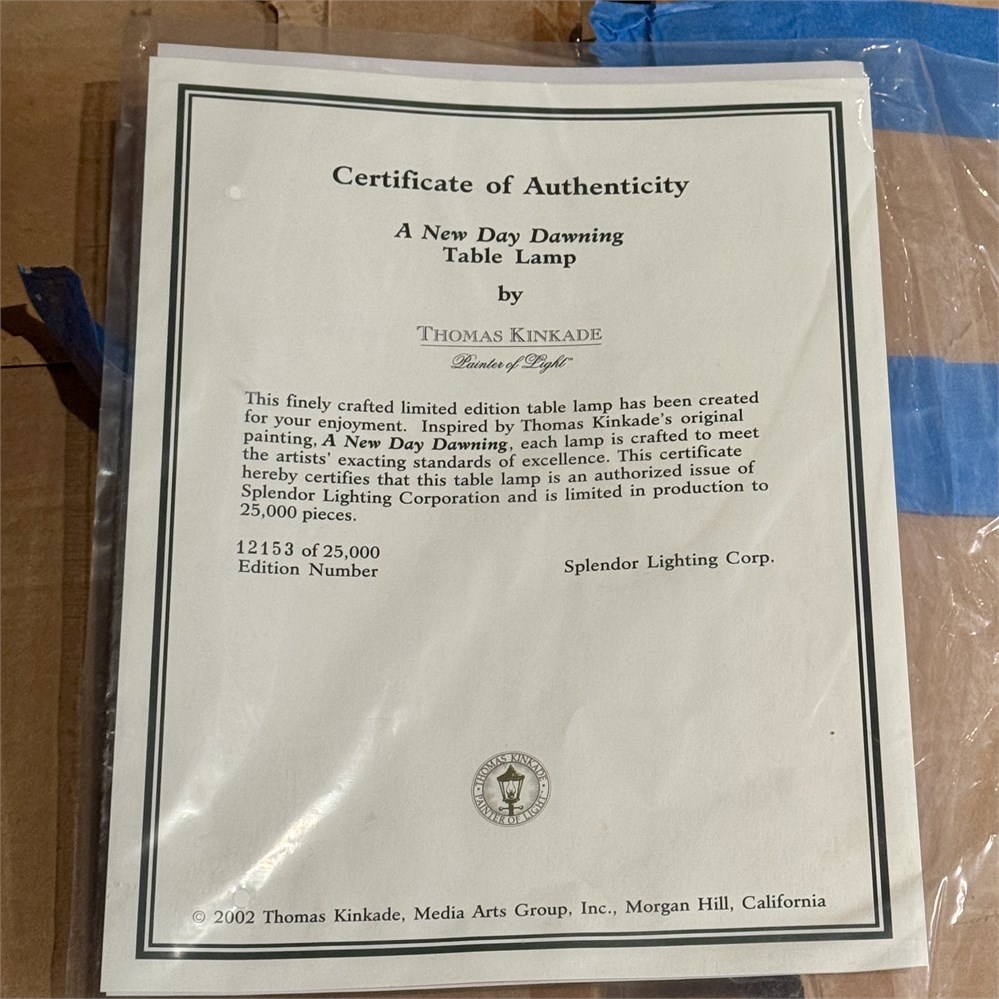 Certificate of Authenticity
A New Day Dawning
Table Lamp
by
THOMAS KINKADE
Painter of Light™
This finely crafted limited edition table lamp has been created
for your enjoyment. Inspired by Thomas Kinkade's original
painting, A New Day Dawning, each lamp is crafted to meet
the artists' exacting standards of excellence. This certificate
hereby certifies that this table lamp is an authorized issue of
Splendor Lighting Corporation and is limited in production to
25,000 pieces.
12153 of 25,000
Edition Number
Splendor Lighting Corp.
THOMAS KINKADE
PAINTER OF LIGHT
© 2002 Thomas Kinkade, Media Arts Group, Inc., Morgan Hill, California